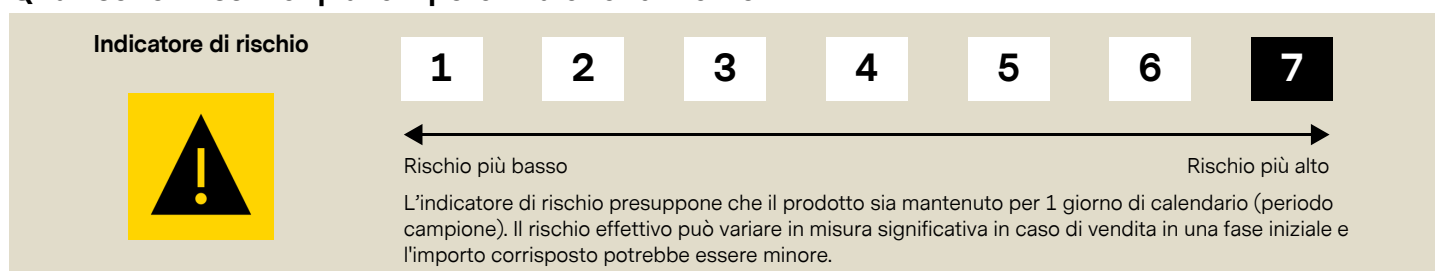 Indicatore di rischio
1 2 3 4 5 6 7
Rischio più basso Rischio più alto
L'indicatore di rischio presuppone che il prodotto sia mantenuto per 1 giorno di calendario (periodo
campione). Il rischio effettivo può variare in misura significativa in caso di vendita in una fase iniziale e
l'importo corrisposto potrebbe essere minore.